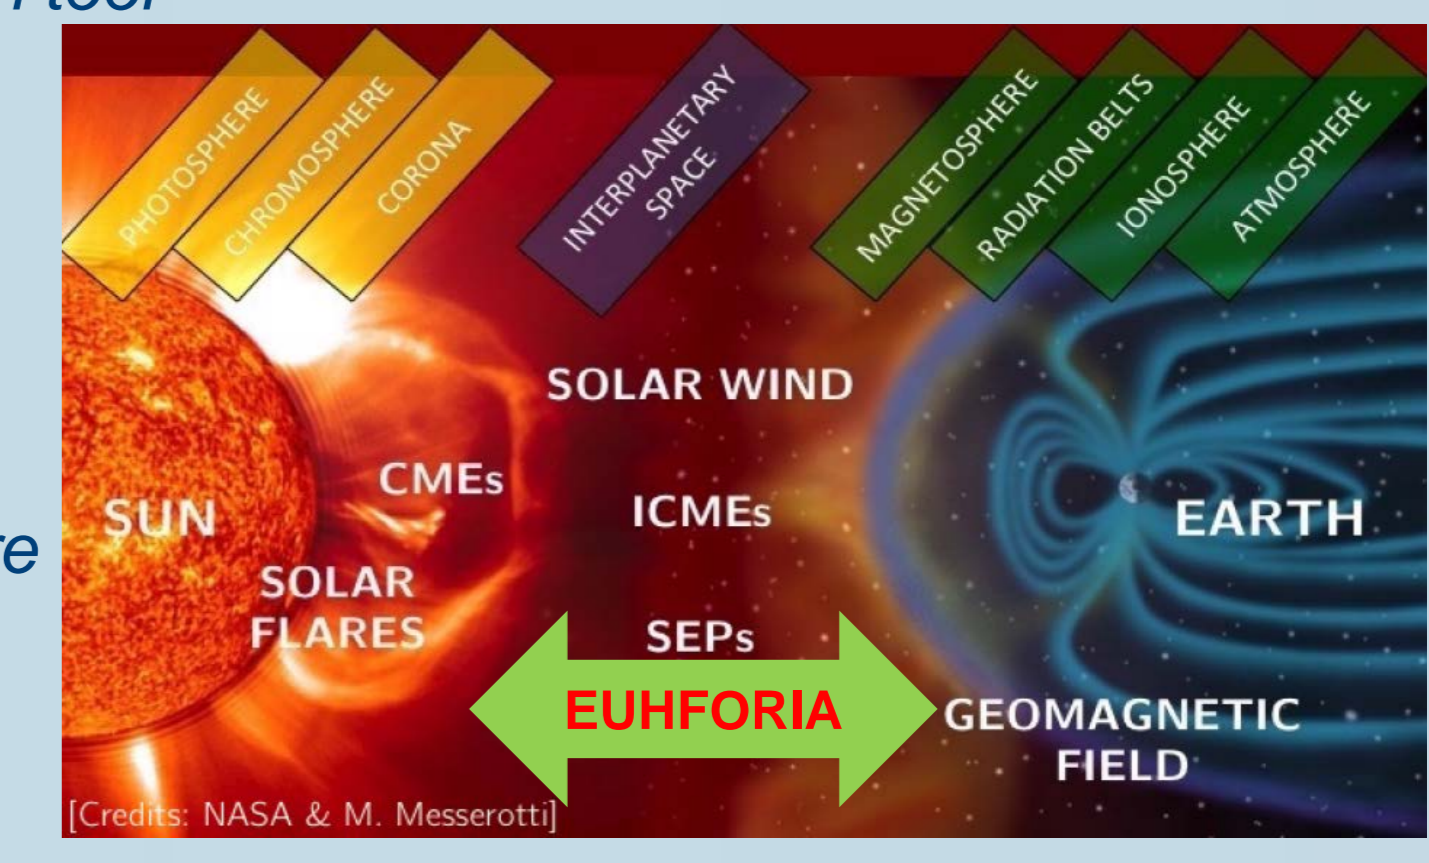 PHOTOSPHERE
CHROMOSPHERE
CORONA
INTERPLANETARY
SPACE
MAGNETOSPHERE
RADIATION BELTS
IONOSPHERE
ATMOSPHERE
SOLAR WIND
CMEs
ICMEs
SUN
EARTH
SOLAR
FLARES
SEPs
EUHFORIA
GEOMAGNETIC
FIELD
[Credits: NASA & M. Messerotti]